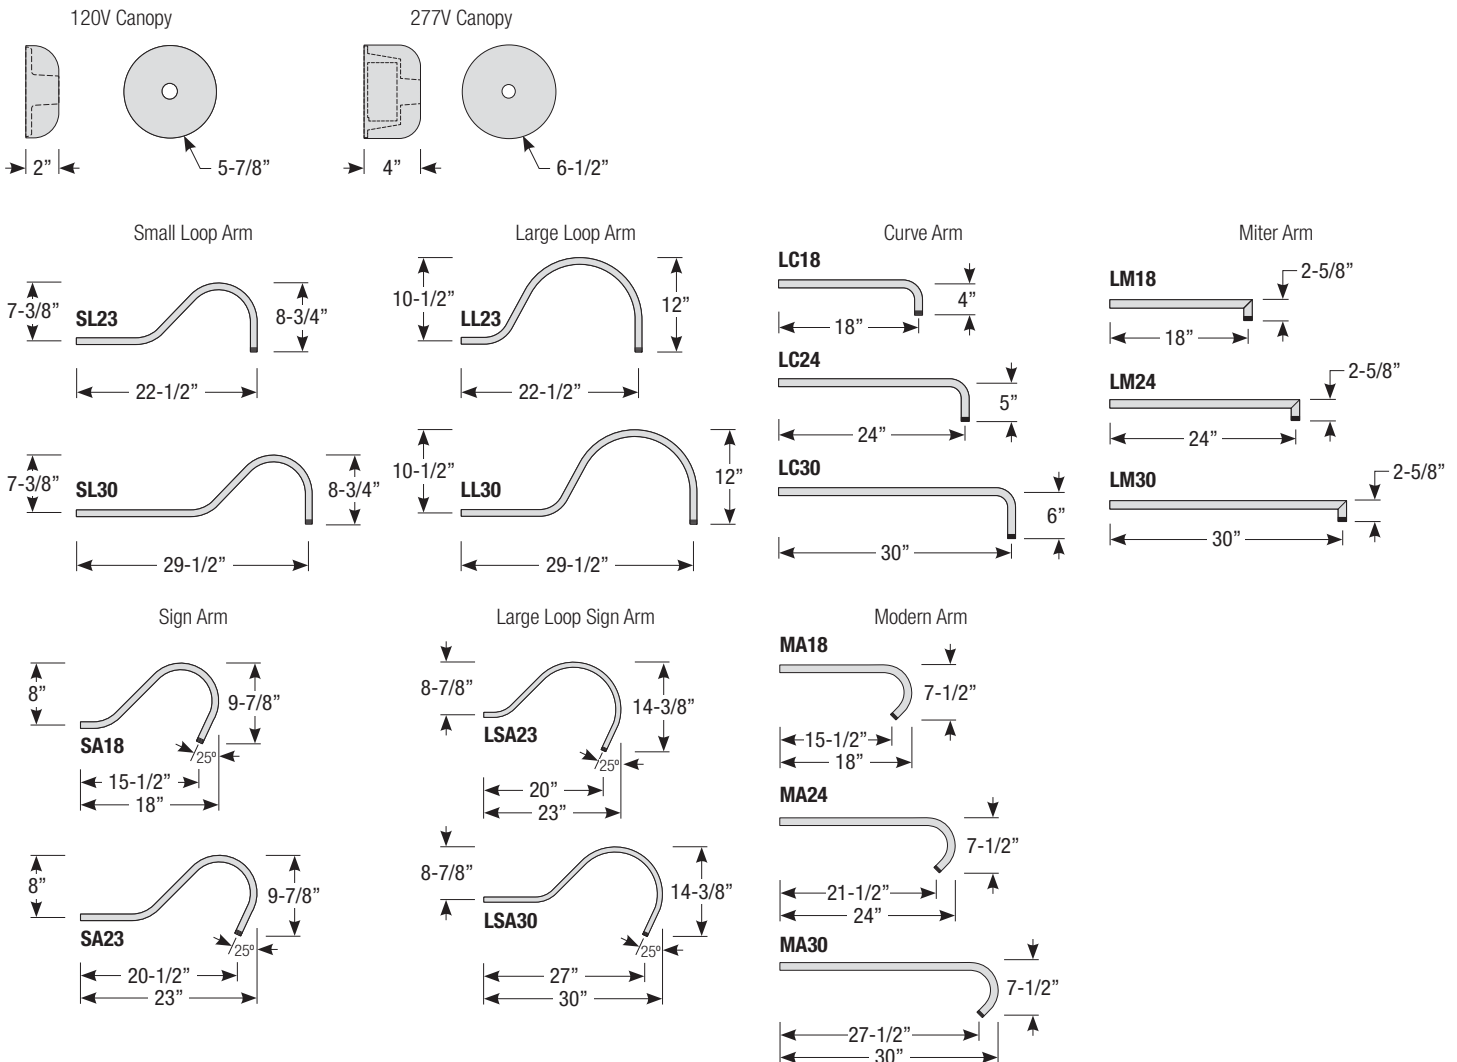 120V Canopy
277V Canopy
2”
5-7/8”
4”
6-1/2”
Small Loop Arm
7-3/8”
SL23
8-3/4”
22-1/2”
7-3/8”
SL30
8-3/4”
29-1/2”
Large Loop Arm
10-1/2”
LL23
12”
22-1/2”
10-1/2”
LL30
12”
29-1/2”
Curve Arm
LC18
4”
18”
LC24
5”
24”
LC30
6”
30”
Miter Arm
LM18
2-5/8”
18”
LM24
2-5/8”
24”
LM30
2-5/8”
30”
Sign Arm
8”
SA18
9-7/8”
25º
15-1/2”
18”
8”
SA23
9-7/8”
25º
20-1/2”
23”
Large Loop Sign Arm
8-7/8”
LSA23
14-3/8”
25º
20”
23”
8-7/8”
LSA30
14-3/8”
25º
27”
30”
Modern Arm
MA18
7-1/2”
15-1/2”
18”
MA24
7-1/2”
21-1/2”
24”
MA30
7-1/2”
27-1/2”
30”